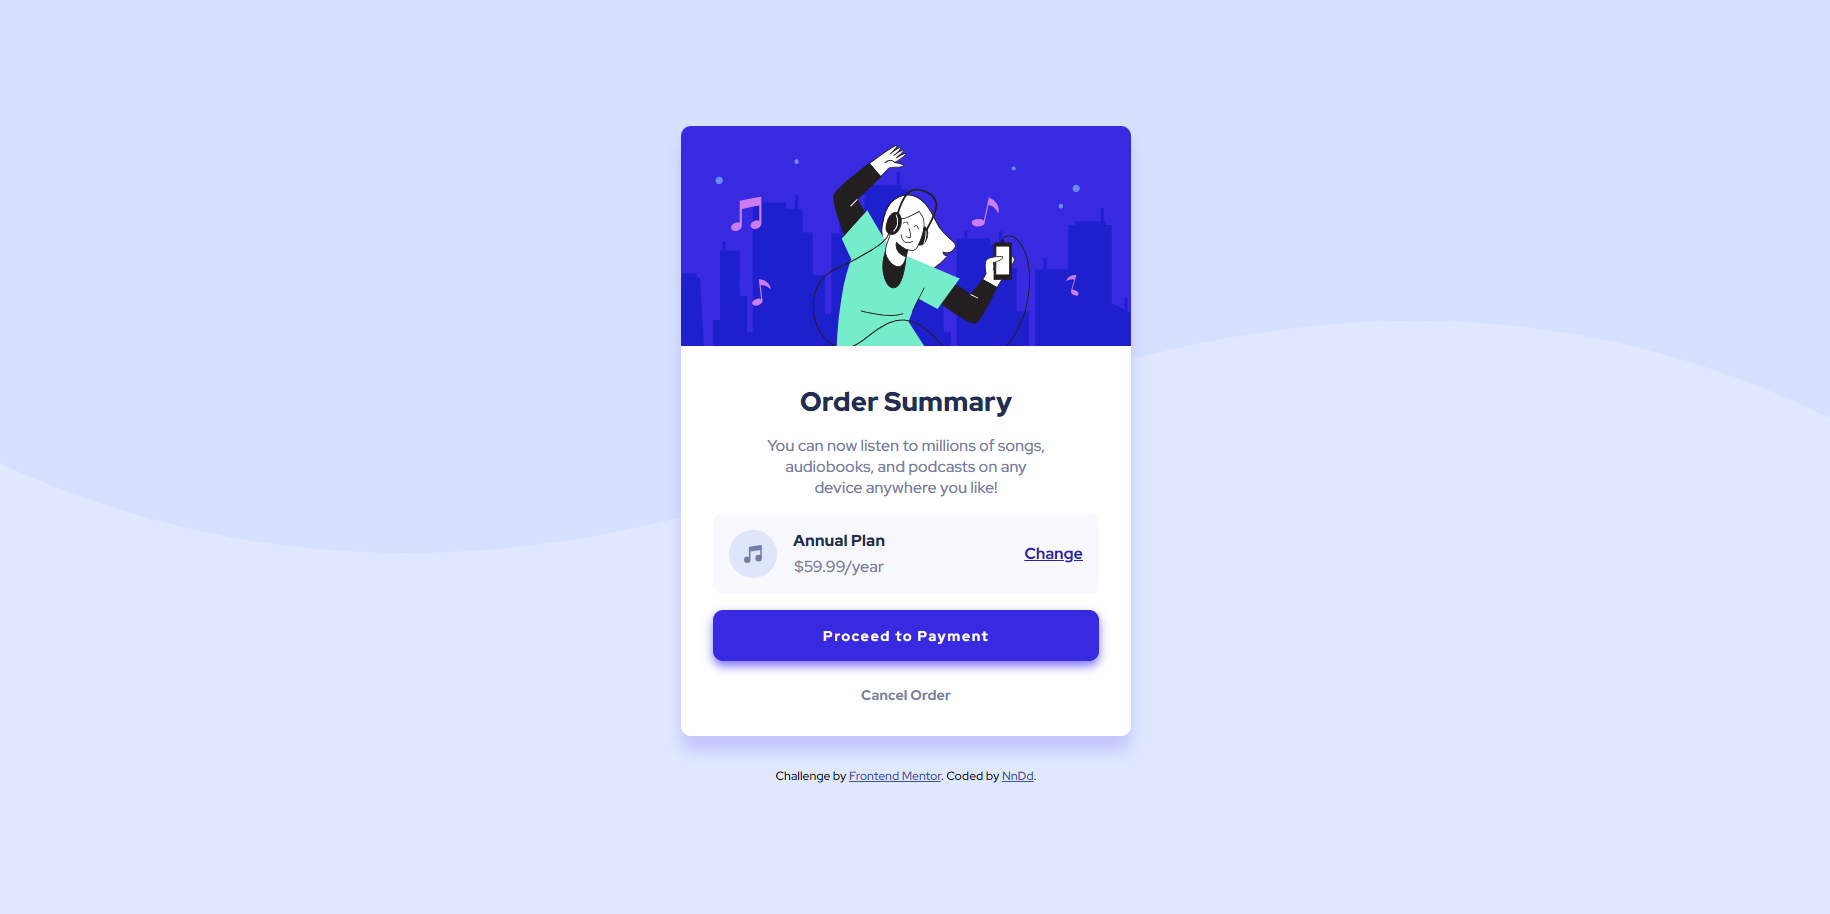 Order Summary
You can now listen to millions of songs,
audiobooks, and podcasts on any
device anywhere you like!
Annual Plan
$59.99/year
Change
Proceed to Payment
Cancel Order
Challenge by Frontend Mentor. Coded by NnDd.